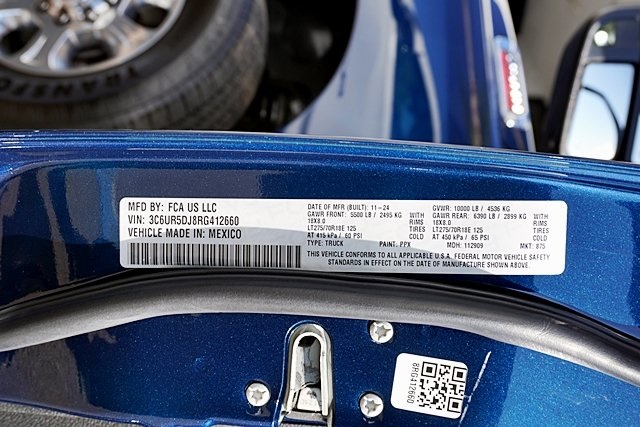 TRANSFO
MFD BY: FCA US LLC
VIN: 3C6UR5DJ8RG412660
VEHICLE MADE IN: MEXICO
DATE OF MFR (BUILT): 11-24
GAWR FRONT: 5500 LB / 2495 KG
18X8.0 RIMS
LT275/70R18E 125 TIRES
AT 415 kPa / 60 PSI COLD
TYPE: TRUCK PAINT: PPX
GVWR: 10000 LB / 4536 KG
GAWR REAR: 6390 LB / 2899 KG
18X8.0 RIMS
LT275/70R18E 125 TIRES
AT 450 kPa / 65 PSI COLD
MDH: 112909 MKT: 875
THIS VEHICLE CONFORMS TO ALL APPLICABLE U.S.A. FEDERAL MOTOR VEHICLE SAFETY
STANDARDS IN EFFECT ON THE DATE OF MANUFACTURE SHOWN ABOVE.
8RG412660